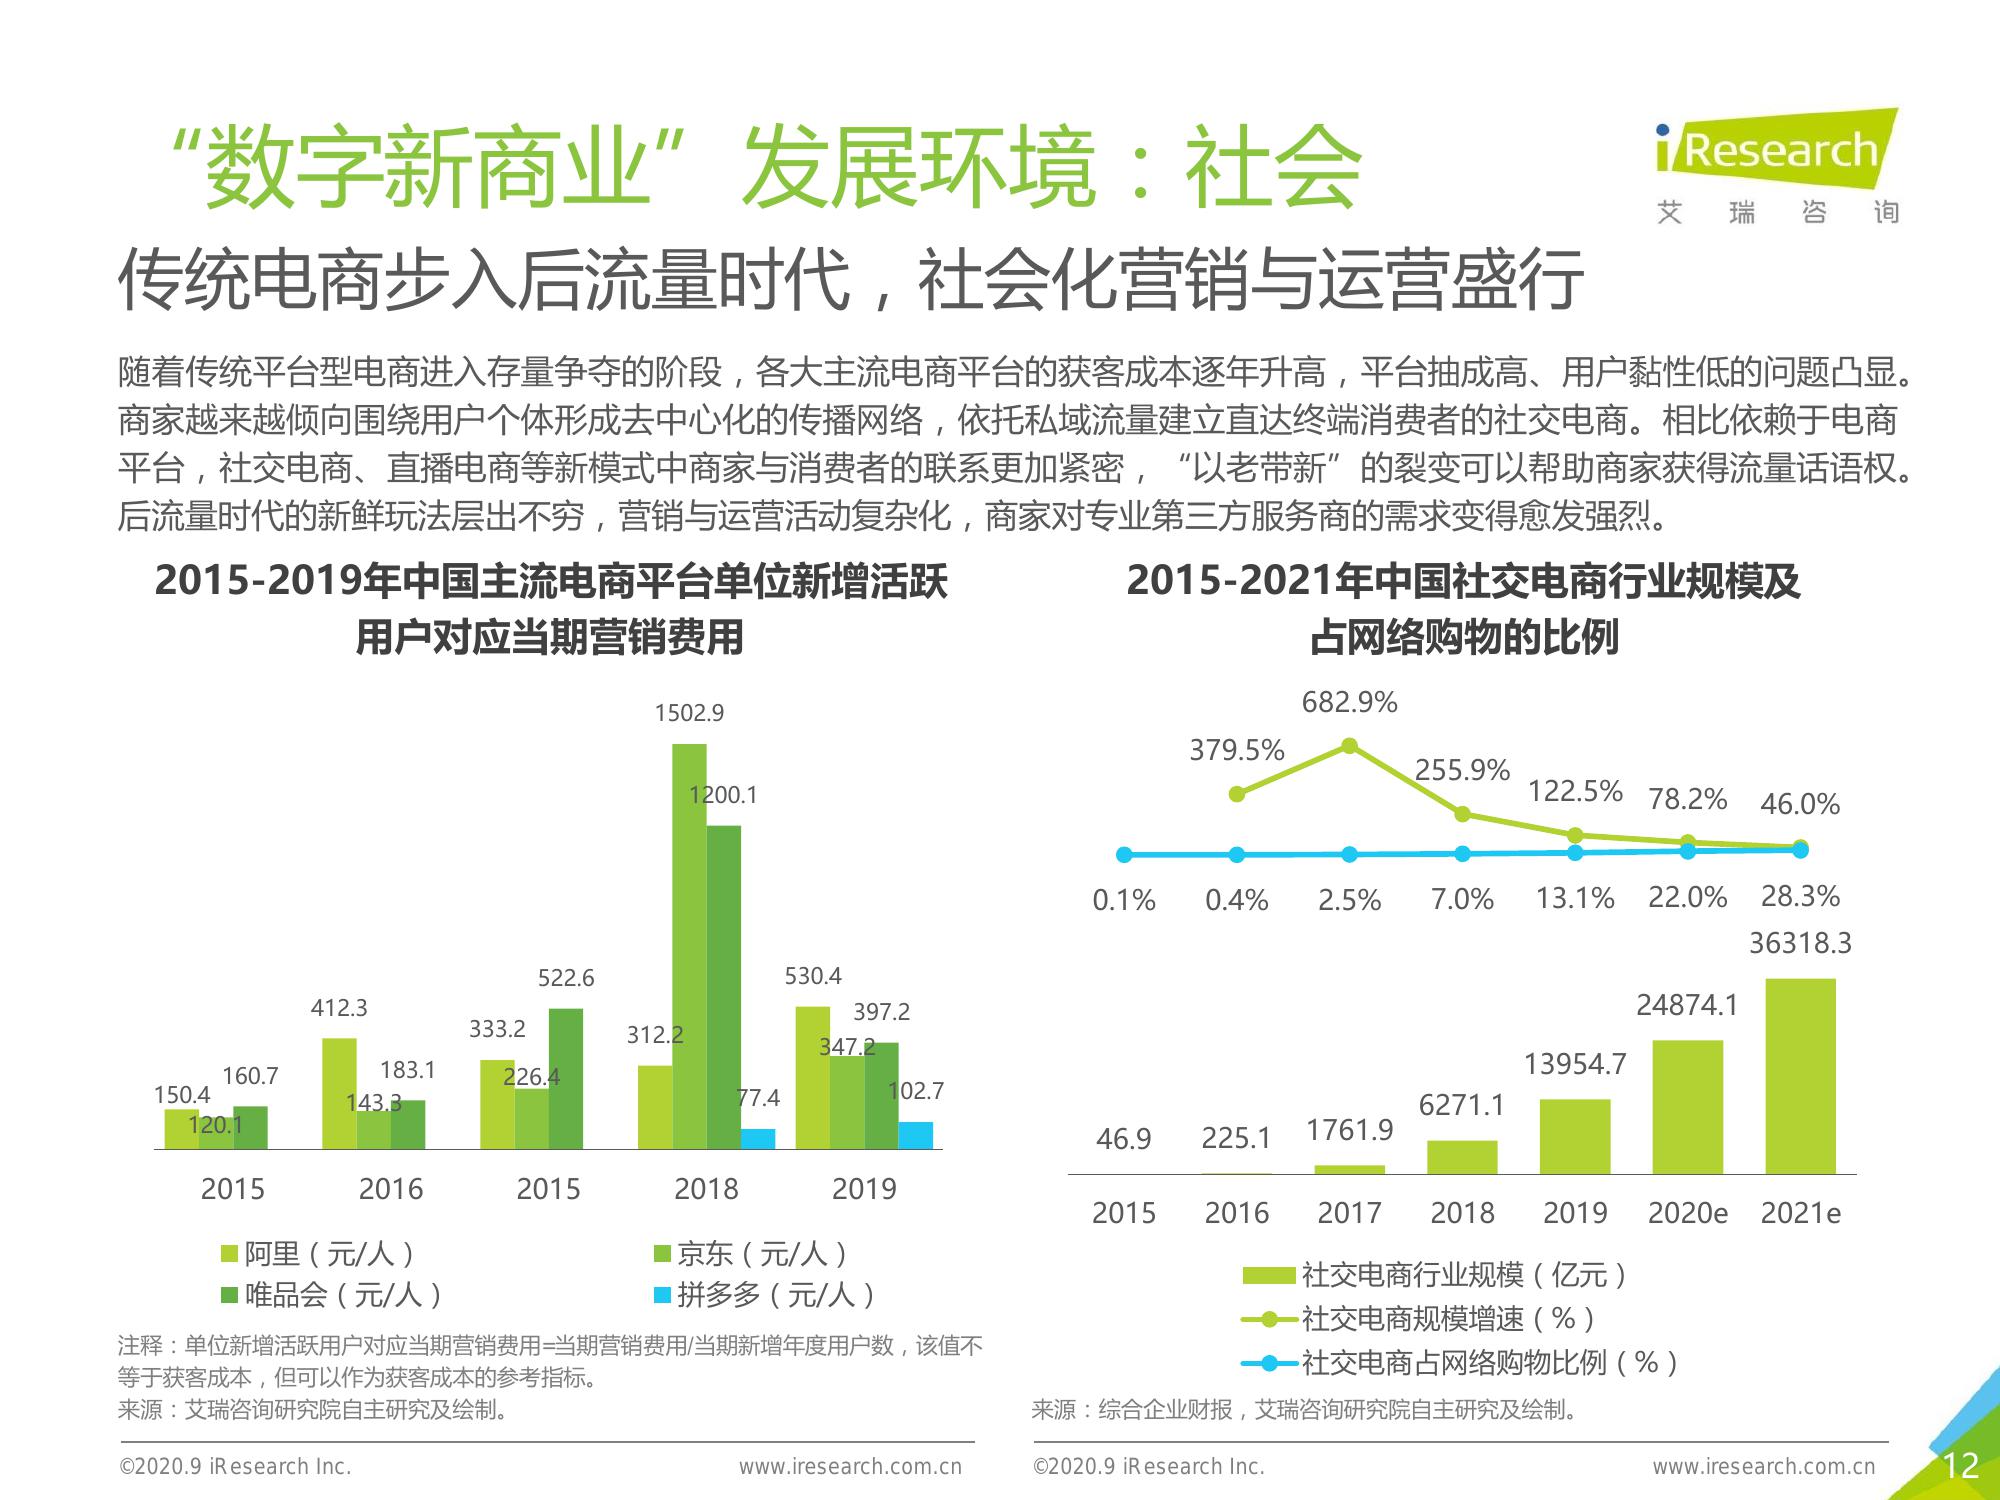 “数字新商业”发展环境：社会
iResearch
艾瑞咨询
传统电商步入后流量时代，社会化营销与运营盛行
随着传统平台型电商进入存量争夺的阶段，各大主流电商平台的获客成本逐年升高，平台抽成高、用户黏性低的问题凸显。
商家越来越倾向围绕用户个体形成去中心化的传播网络，依托私域流量建立直达终端消费者的社交电商。相比依赖于电商
平台，社交电商、直播电商等新模式中商家与消费者的联系更加紧密，“以老带新”的裂变可以帮助商家获得流量话语权。
后流量时代的新鲜玩法层出不穷，营销与运营活动复杂化，商家对专业第三方服务商的需求变得愈发强烈。
2015-2019年中国主流电商平台单位新增活跃
用户对应当期营销费用
1502.9
1200.1
522.6
530.4
412.3
397.2
333.2
312.2
347.2
183.1
226.4
160.7
150.4
143.3
120.1
77.4
102.7
2015 2016 2015 2018 2019
阿里（元/人） 京东（元/人）
唯品会（元/人） 拼多多（元/人）
注释：单位新增活跃用户对应当期营销费用=当期营销费用/当期新增年度用户数，该值不
等于获客成本，但可以作为获客成本的参考指标。
来源：艾瑞咨询研究院自主研究及绘制。
©2020.9 iResearch Inc. www.iresearch.com.cn
2015-2021年中国社交电商行业规模及
占网络购物的比例
682.9%
379.5%
255.9%
122.5% 78.2% 46.0%
0.1% 0.4% 2.5% 7.0% 13.1% 22.0% 28.3%
36318.3
24874.1
13954.7
6271.1
46.9 225.1 1761.9
2015 2016 2017 2018 2019 2020e 2021e
社交电商行业规模（亿元）
社交电商规模增速（%）
社交电商占网络购物比例（%）
来源：综合企业财报，艾瑞咨询研究院自主研究及绘制。
©2020.9 iResearch Inc. www.iresearch.com.cn
12